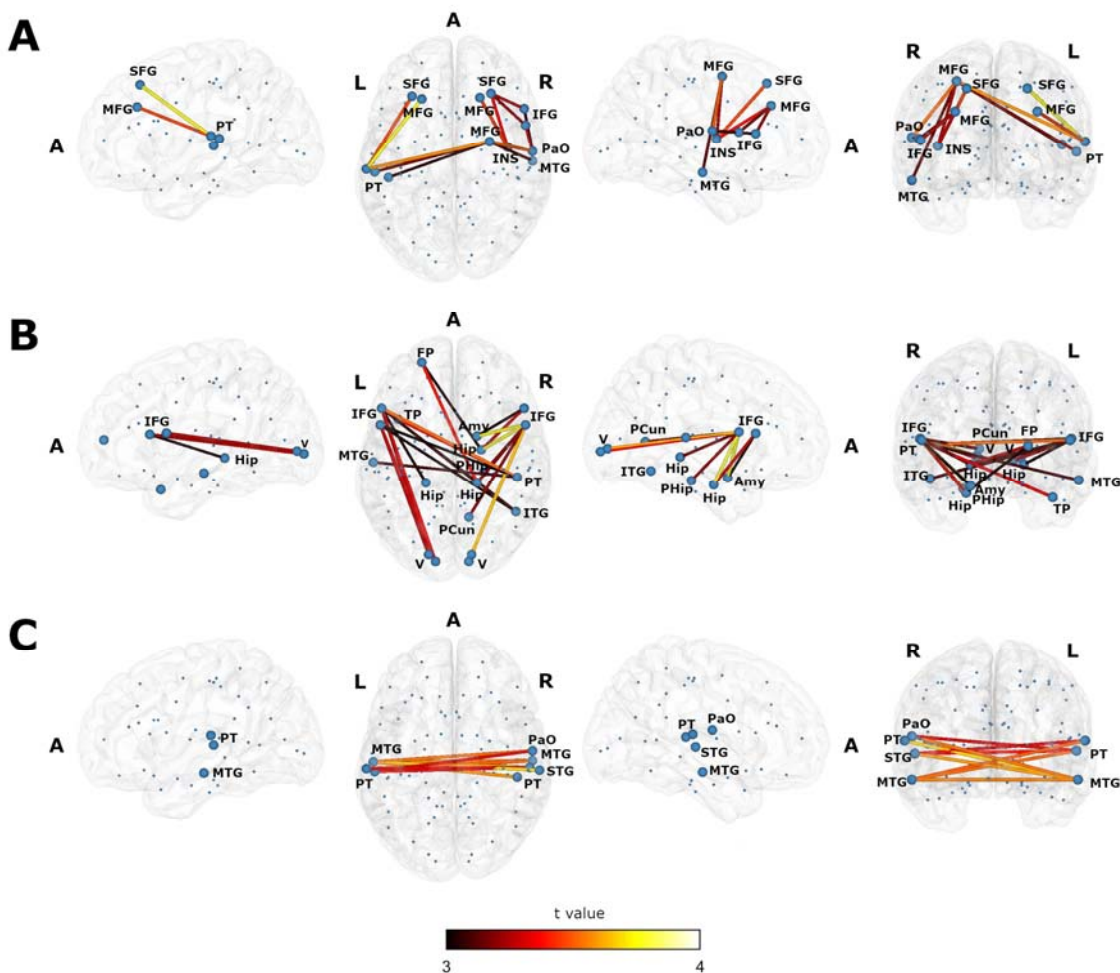 A
A
SFG
MFG
PT
A
L
R
SFG
MFG
SFG
MFG
IFG
MFG
INS
PaO
MTG
PT
MFG
SFG
MFG
PaO
INS
IFG
MTG
A
R
L
MFG
SFG
SFG
MFG
MFG
PaO
IFG
INS
PT
MTG
B
A
A
IFG
Hip
V
L
R
FP
IFG
TP
IFG
Amy
Hip
MTG
PHip
PT
Hip
Hip
ITG
PCun
V
V
V
PCun
IFG
ITG
Hip
PHip
Hip
Amy
A
R
L
IFG
PCun
FP
IFG
PT
V
V
ITG
Hip
Hip
MTG
Amy
Hip
PHip
TP
C
A
A
PT
MTG
L
R
MTG
PaO
MTG
STG
PT
PT
PT
PaO
STG
MTG
A
R
L
PaO
PT
PT
STG
MTG
MTG
t value
3
4